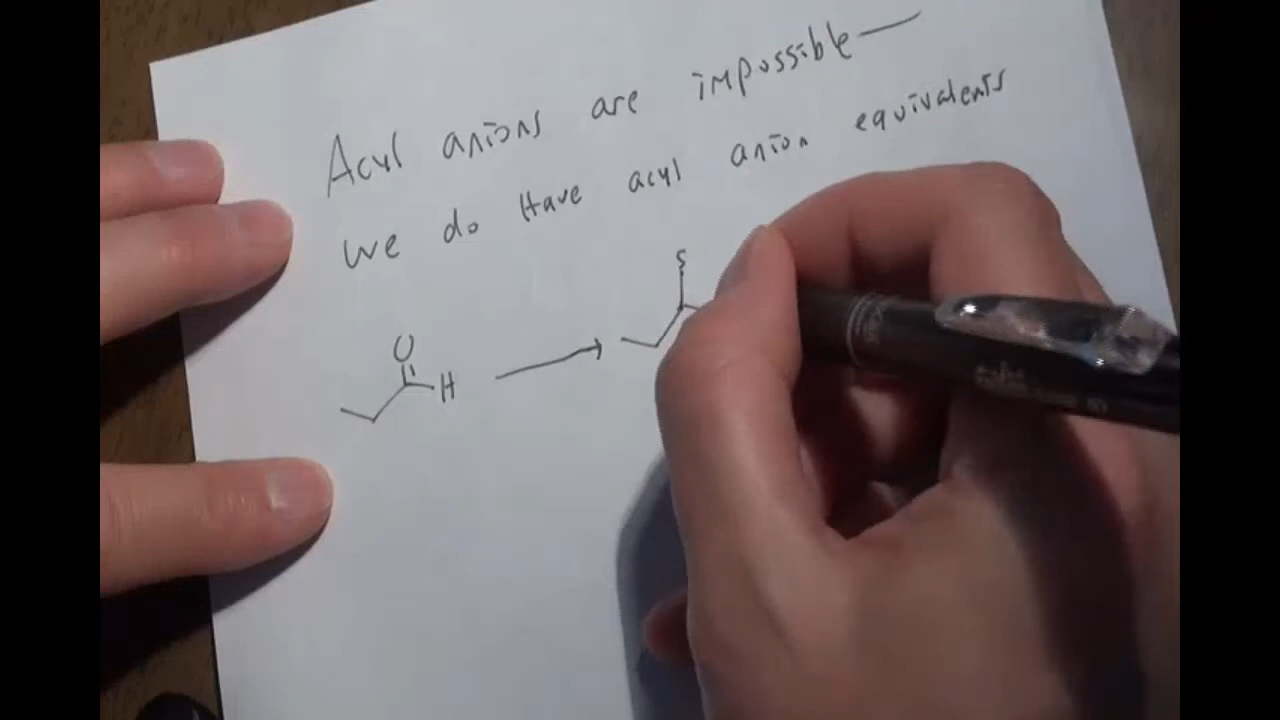 Acyl anions are impossible—
We do Have acyl anion equivalents
S
O
H